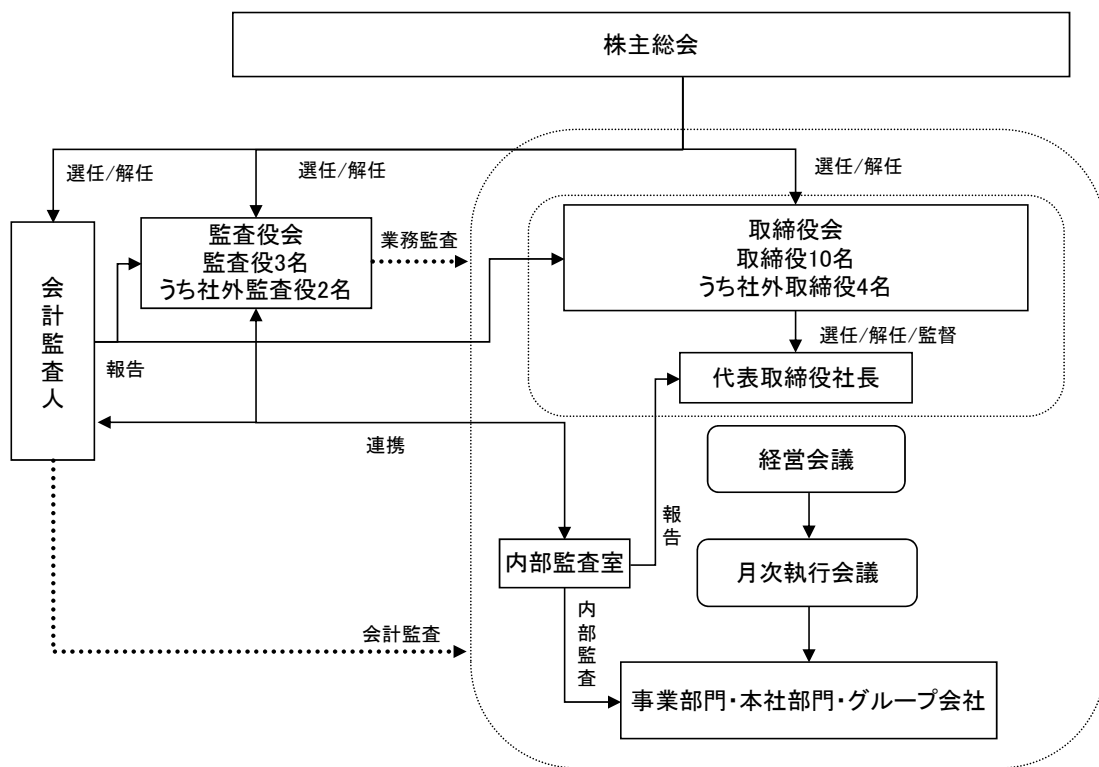 株主総会
選任/解任
選任/解任
選任/解任
監査役会
監査役3名
うち社外監査役2名
業務監査
取締役会
取締役10名
うち社外取締役4名
会計監査人
報告
選任/解任/監督
代表取締役社長
連携
経営会議
報告
内部監査室
月次執行会議
内部監査
会計監査
事業部門・本社部門・グループ会社